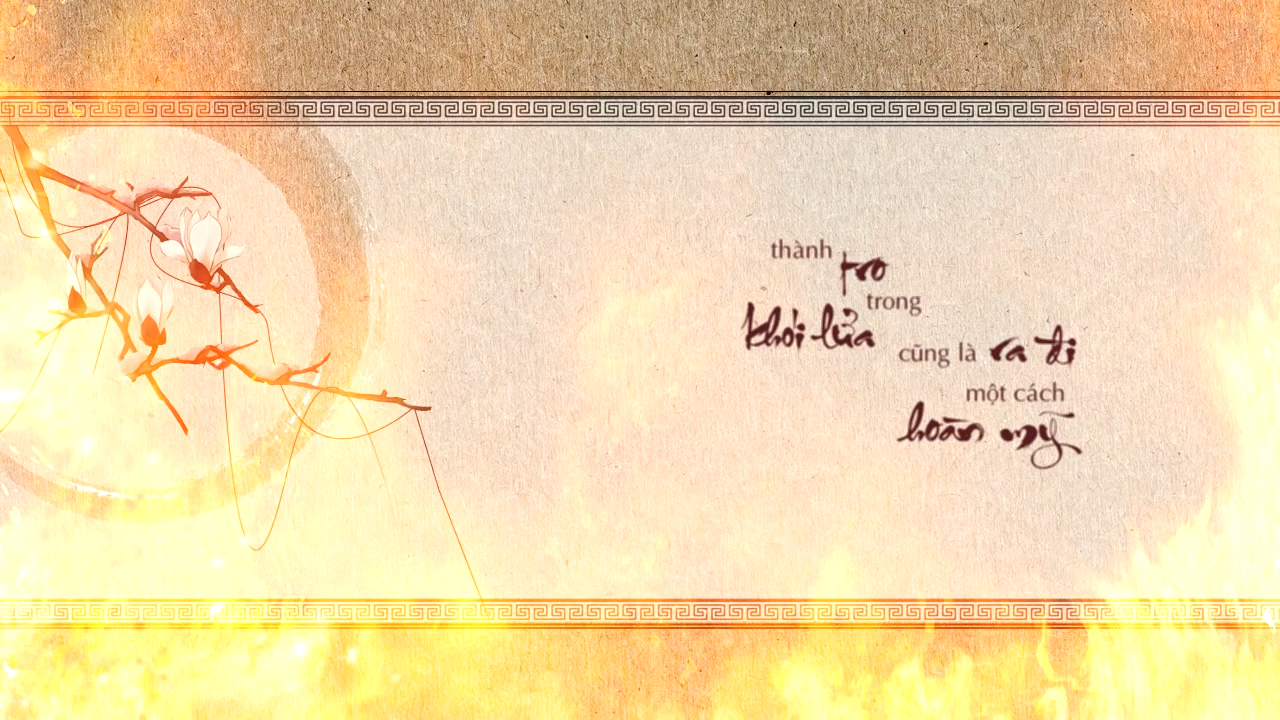 thành tro
trong
khói lửa
cũng là ra đi
một cách
hoàn mỹ